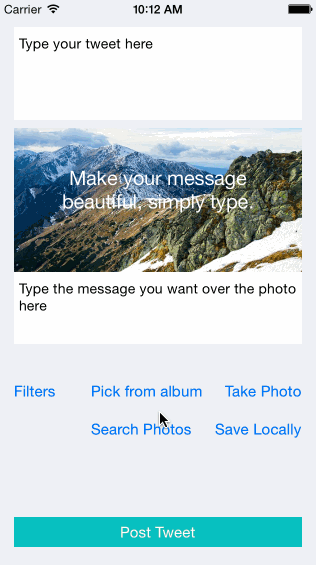 Carrier 10:12 AM
Type your tweet here
Make your message
beautiful, simply type.
Type the message you want over the photo
here
Filters Pick from album Take Photo
Search Photos Save Locally
Post Tweet